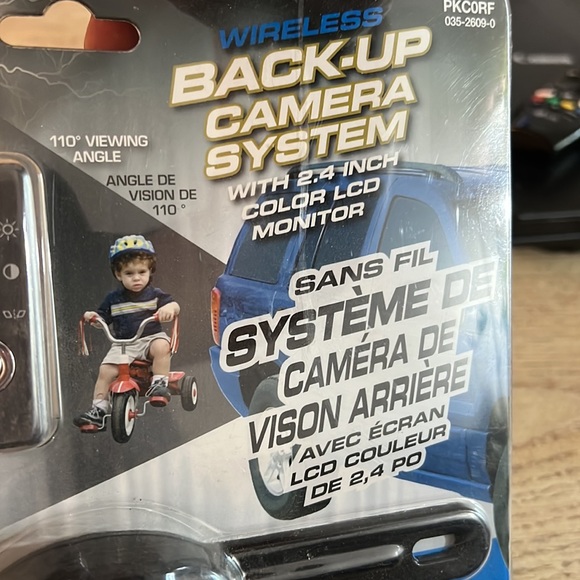 PKC0RF
035-2609-0
WIRELESS
BACK-UP
CAMERA
SYSTEM
WITH 2.4 INCH
COLOR LCD
MONITOR
110° VIEWING
ANGLE
ANGLE DE
VISION DE
110 °
SANS FIL
SYSTÈME DE
CAMÉRA DE
VISON ARRIÈRE
AVEC ÉCRAN
LCD COULEUR
DE 2,4 PO